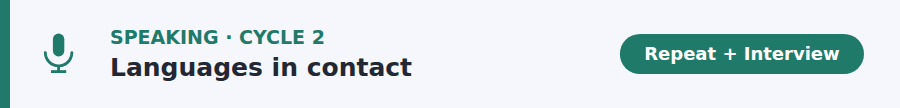 SPEAKING · CYCLE 2
Languages in contact
Repeat + Interview